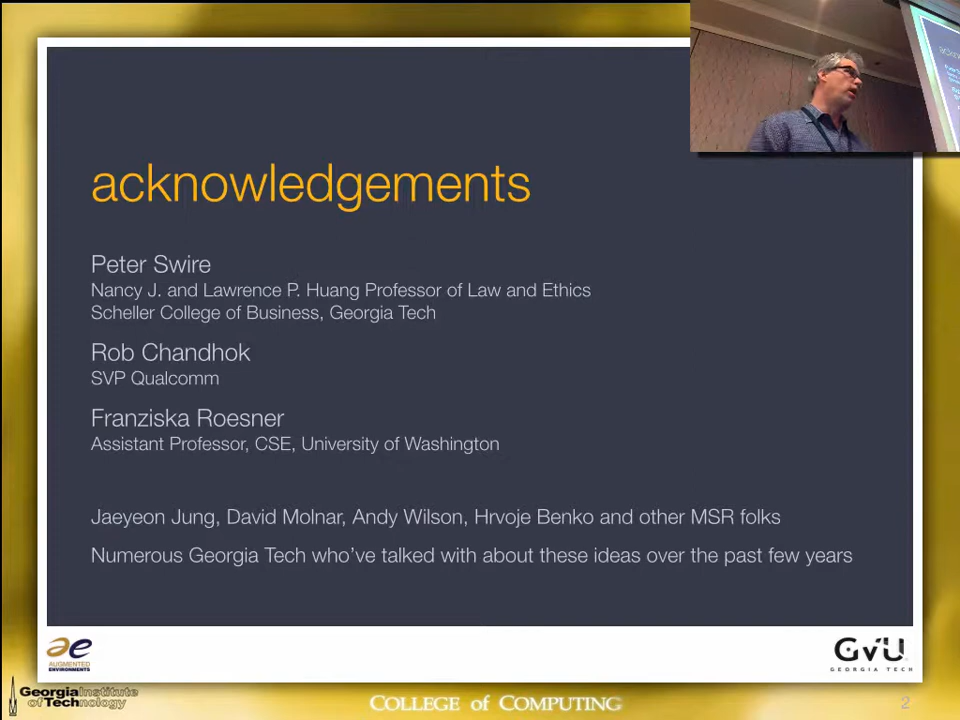 acknowledgements
Peter Swire
Nancy J. and Lawrence P. Huang Professor of Law and Ethics
Scheller College of Business, Georgia Tech
Rob Chandhok
SVP Qualcomm
Franziska Roesner
Assistant Professor, CSE, University of Washington
Jaeyeon Jung, David Molnar, Andy Wilson, Hrvoje Benko and other MSR folks
Numerous Georgia Tech who've talked with about these ideas over the past few years
ae
AUGMENTED
ENVIRONMENTS
GVU
GEORGIA TECH
Georgia Institute
of Technology
COLLEGE of COMPUTING
2